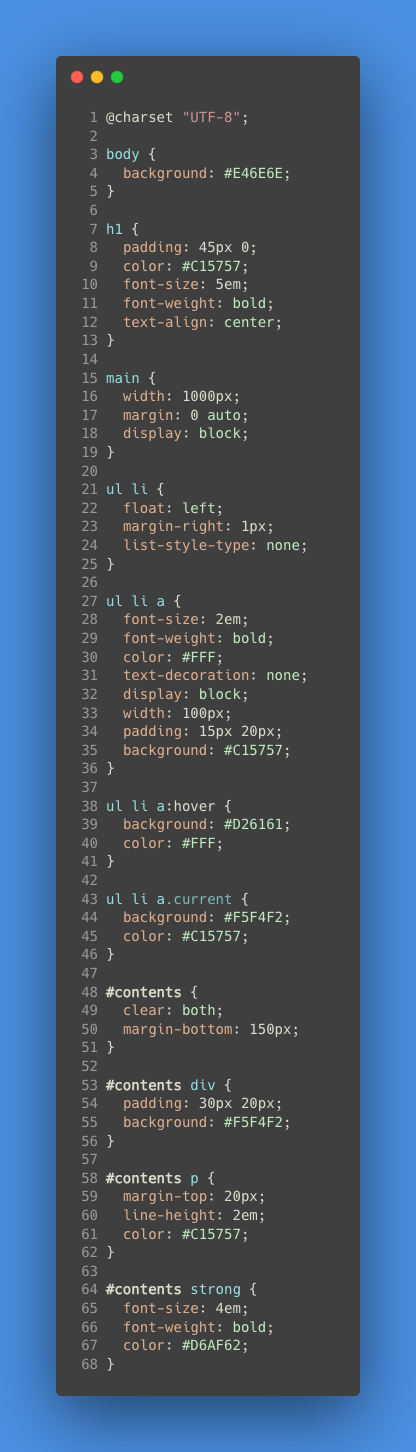 1 @charset "UTF-8";
2
3 body {
4   background: #E46E6E;
5 }
6
7 h1 {
8   padding: 45px 0;
9   color: #C15757;
10   font-size: 5em;
11   font-weight: bold;
12   text-align: center;
13 }
14
15 main {
16   width: 1000px;
17   margin: 0 auto;
18   display: block;
19 }
20
21 ul li {
22   float: left;
23   margin-right: 1px;
24   list-style-type: none;
25 }
26
27 ul li a {
28   font-size: 2em;
29   font-weight: bold;
30   color: #FFF;
31   text-decoration: none;
32   display: block;
33   width: 100px;
34   padding: 15px 20px;
35   background: #C15757;
36 }
37
38 ul li a:hover {
39   background: #D26161;
40   color: #FFF;
41 }
42
43 ul li a.current {
44   background: #F5F4F2;
45   color: #C15757;
46 }
47
48 #contents {
49   clear: both;
50   margin-bottom: 150px;
51 }
52
53 #contents div {
54   padding: 30px 20px;
55   background: #F5F4F2;
56 }
57
58 #contents p {
59   margin-top: 20px;
60   line-height: 2em;
61   color: #C15757;
62 }
63
64 #contents strong {
65   font-size: 4em;
66   font-weight: bold;
67   color: #D6AF62;
68 }